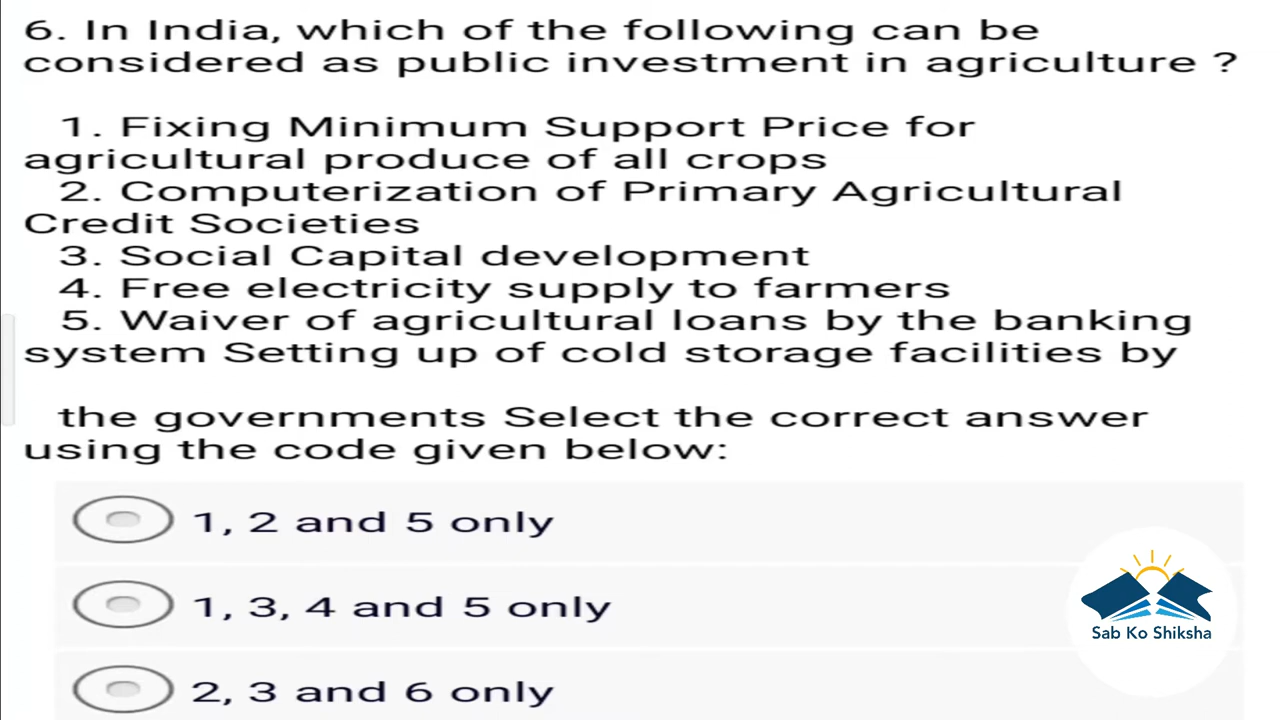 6. In India, which of the following can be
considered as public investment in agriculture ?
1. Fixing Minimum Support Price for
agricultural produce of all crops
2. Computerization of Primary Agricultural
Credit Societies
3. Social Capital development
4. Free electricity supply to farmers
5. Waiver of agricultural loans by the banking
system Setting up of cold storage facilities by
the governments Select the correct answer
using the code given below:
1, 2 and 5 only
1, 3, 4 and 5 only
2, 3 and 6 only
Sab Ko Shiksha